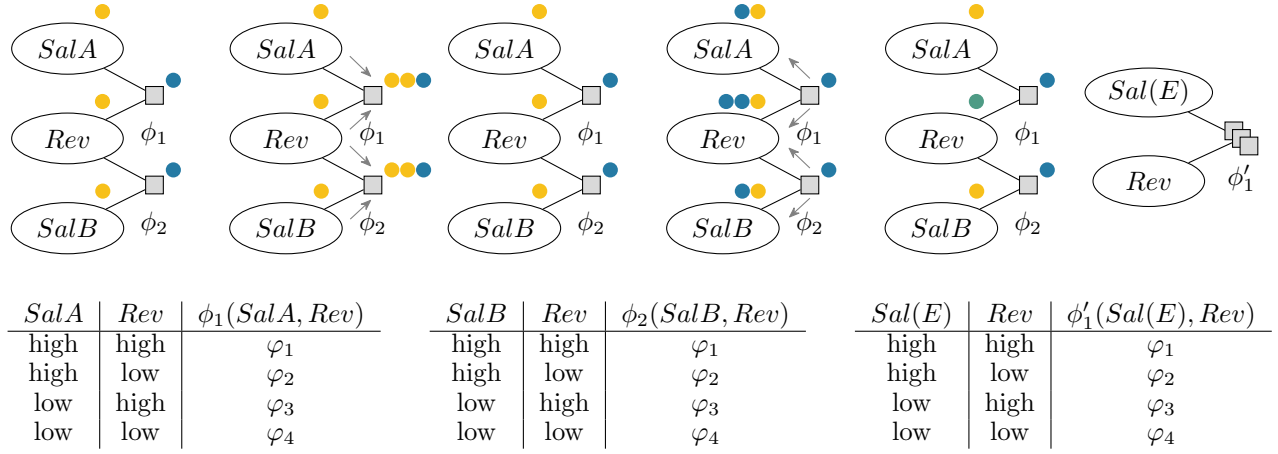 SalA SalA SalA SalA SalA
Sal(E)
ϕ₁ ϕ₁ ϕ₁ ϕ₁ ϕ₁
Rev Rev Rev Rev Rev
Rev ϕ′₁
ϕ₂ ϕ₂ ϕ₂ ϕ₂ ϕ₂
SalB SalB SalB SalB SalB
SalA Rev ϕ₁(SalA, Rev)
high high φ₁
high low φ₂
low high φ₃
low low φ₄
SalB Rev ϕ₂(SalB, Rev)
high high φ₁
high low φ₂
low high φ₃
low low φ₄
Sal(E) Rev ϕ′₁(Sal(E), Rev)
high high φ₁
high low φ₂
low high φ₃
low low φ₄